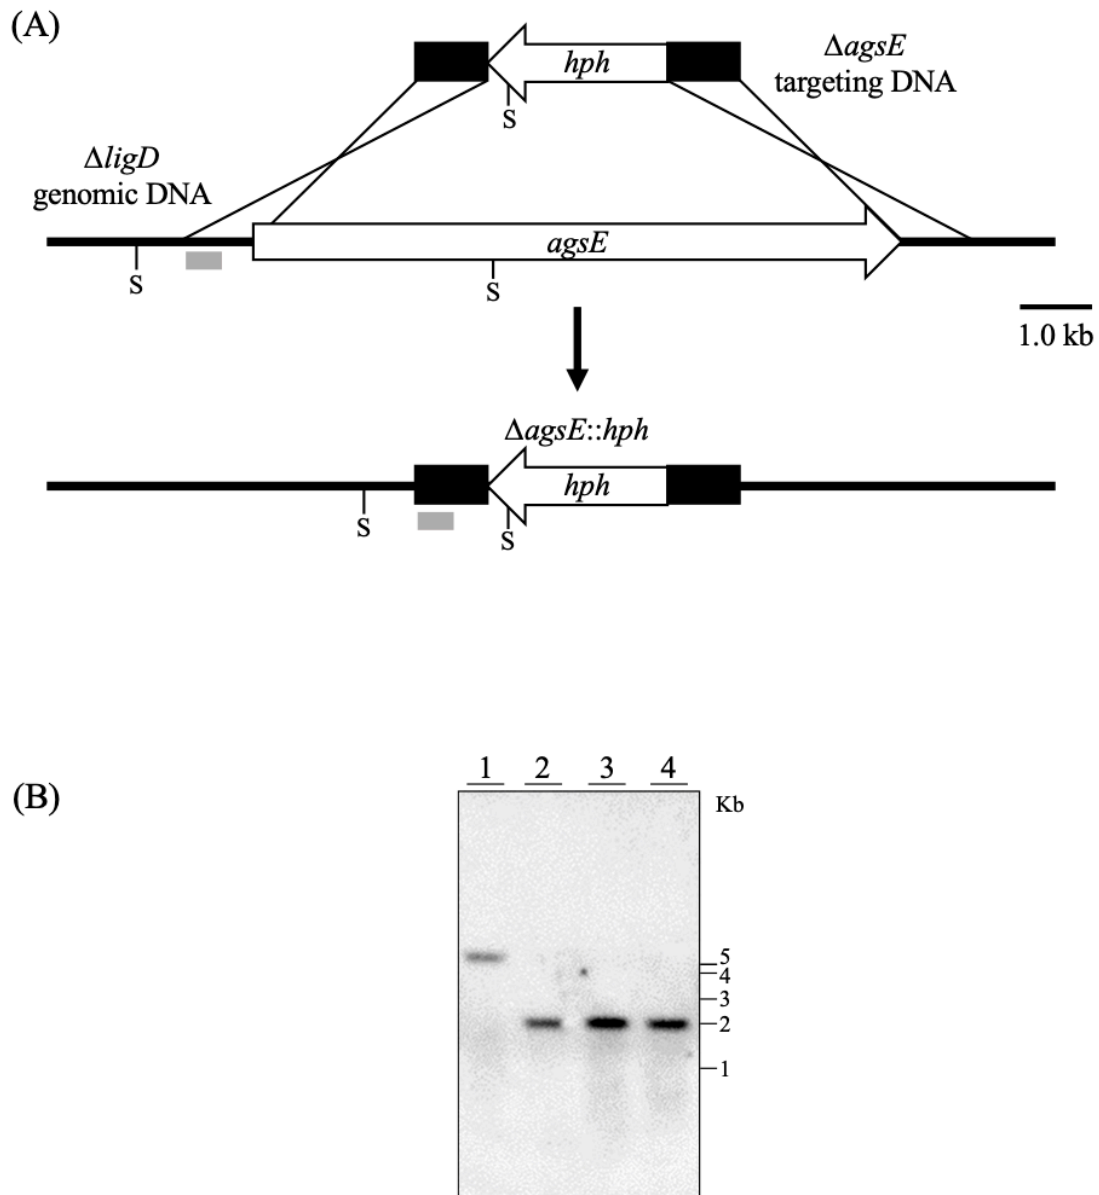 (A)
hph
ΔagsE
targeting DNA
S
ΔligD
genomic DNA
agsE
S
S
1.0 kb
ΔagsE::hph
hph
S
S
(B)
1 2 3 4
Kb
5
4
3
2
1